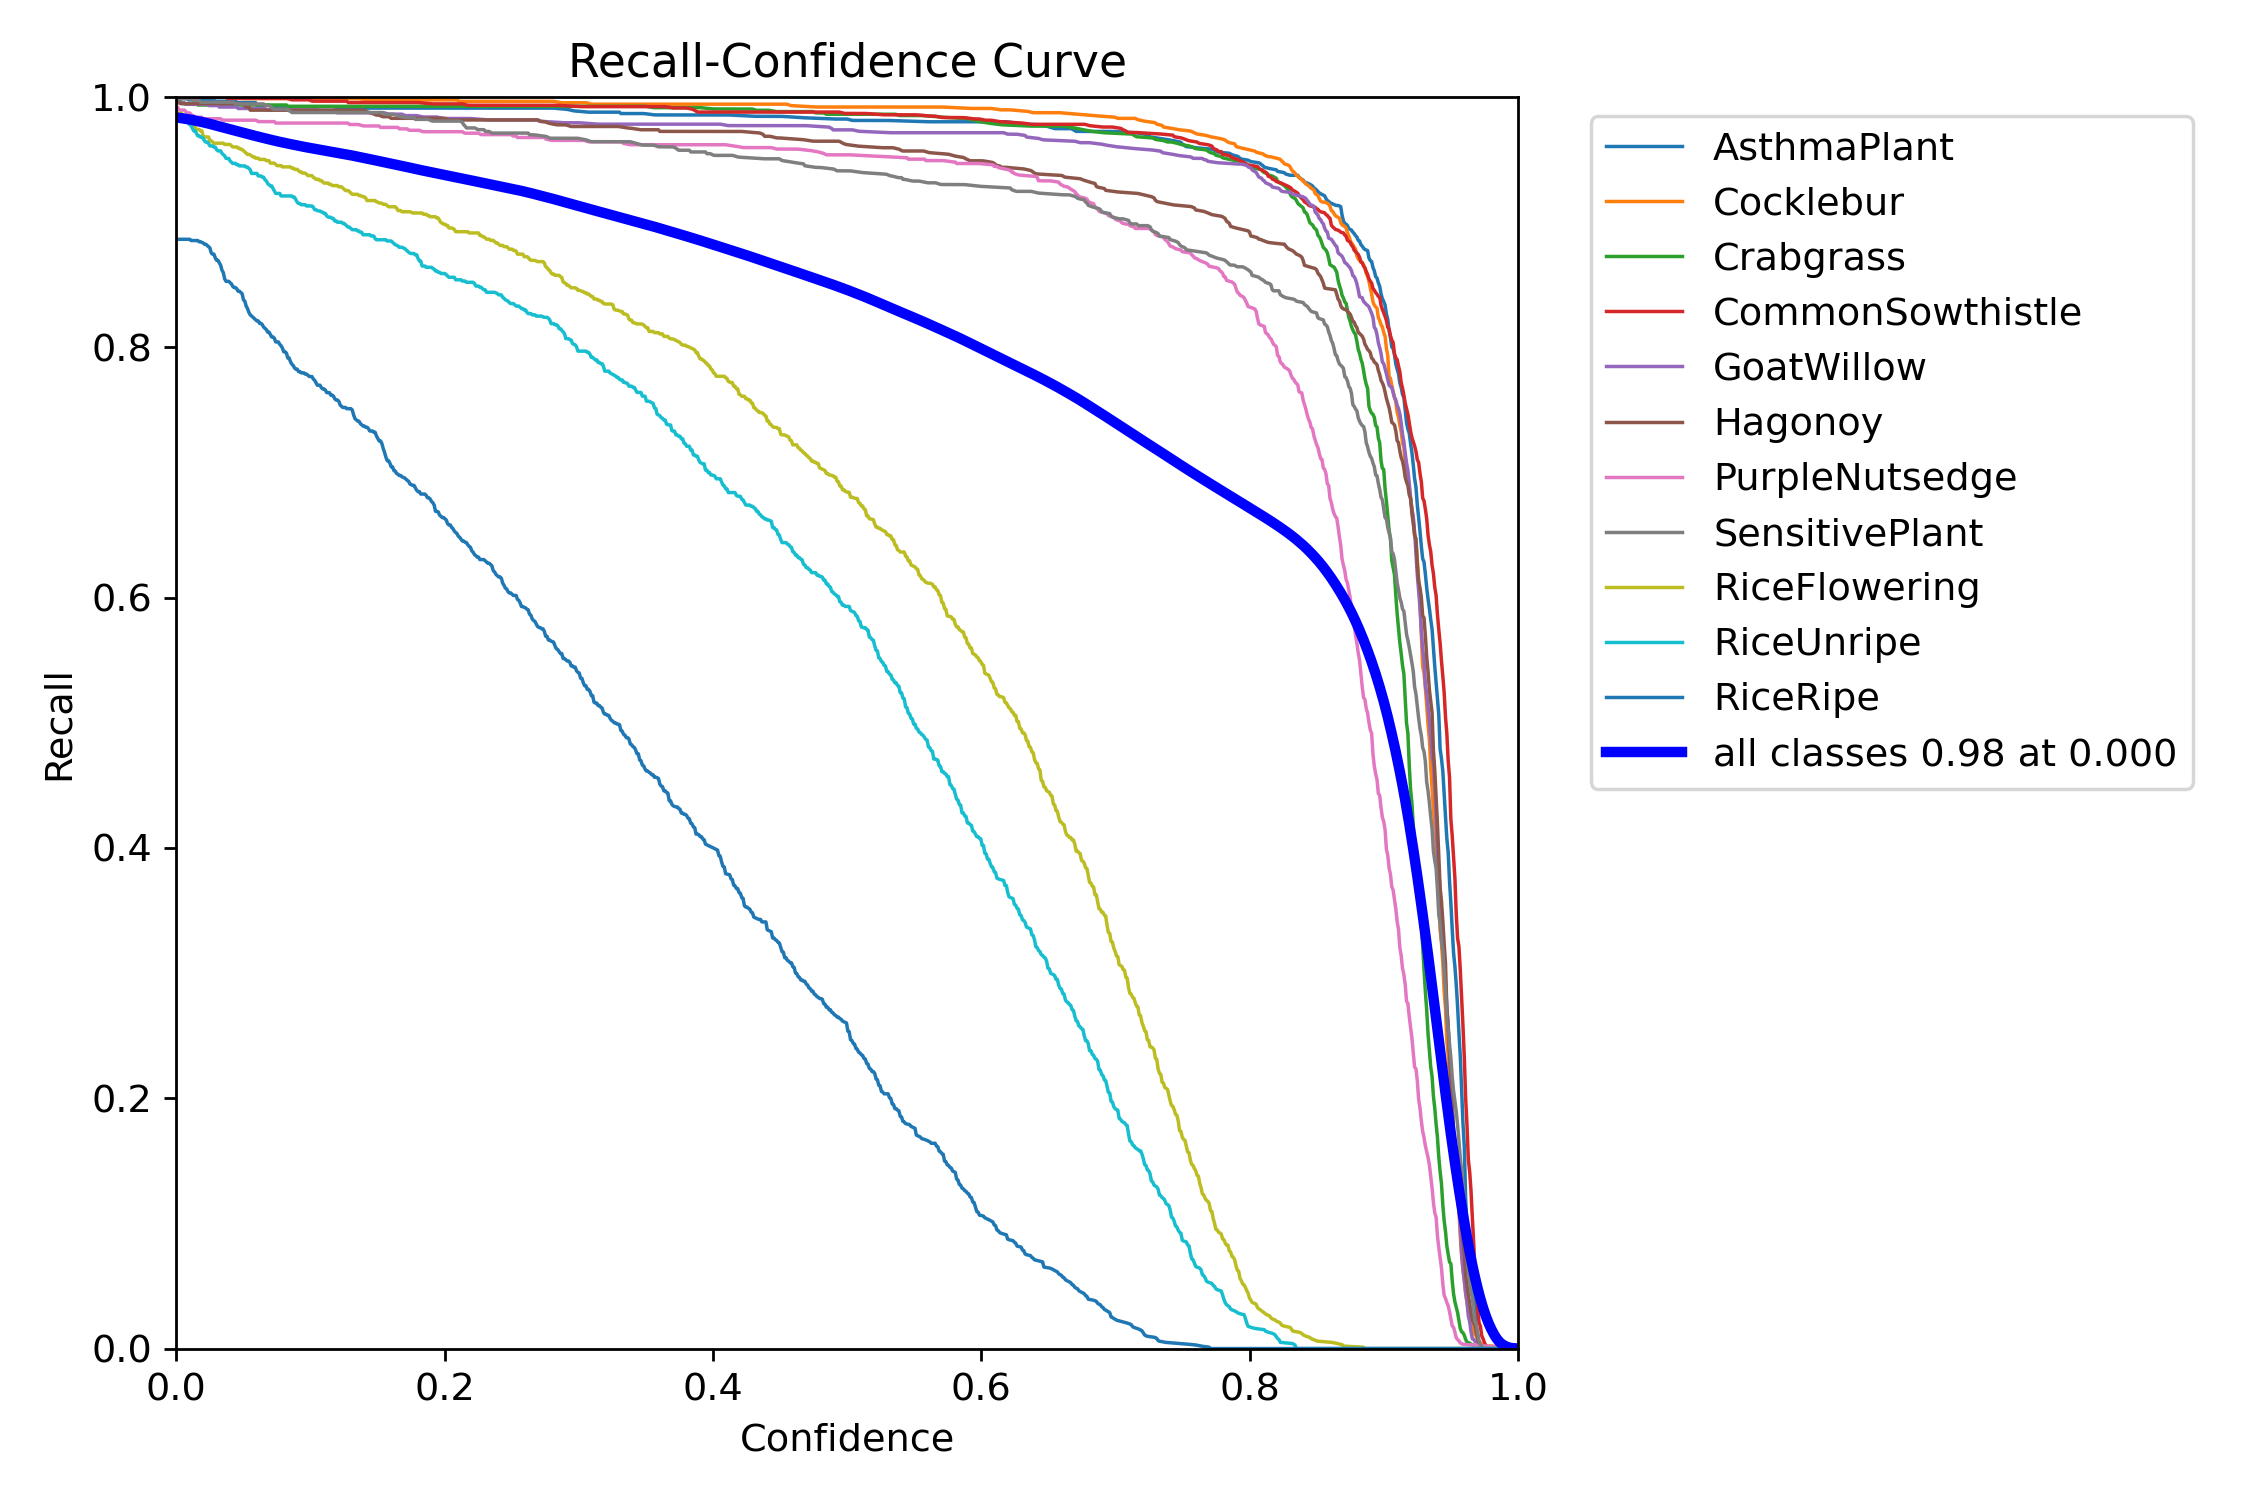 Recall-Confidence Curve
1.0
0.8
0.6
0.4
0.2
0.0
Recall
0.0 0.2 0.4 0.6 0.8 1.0
Confidence
AsthmaPlant
Cocklebur
Crabgrass
CommonSowthistle
GoatWillow
Hagonoy
PurpleNutsedge
SensitivePlant
RiceFlowering
RiceUnripe
RiceRipe
all classes 0.98 at 0.000